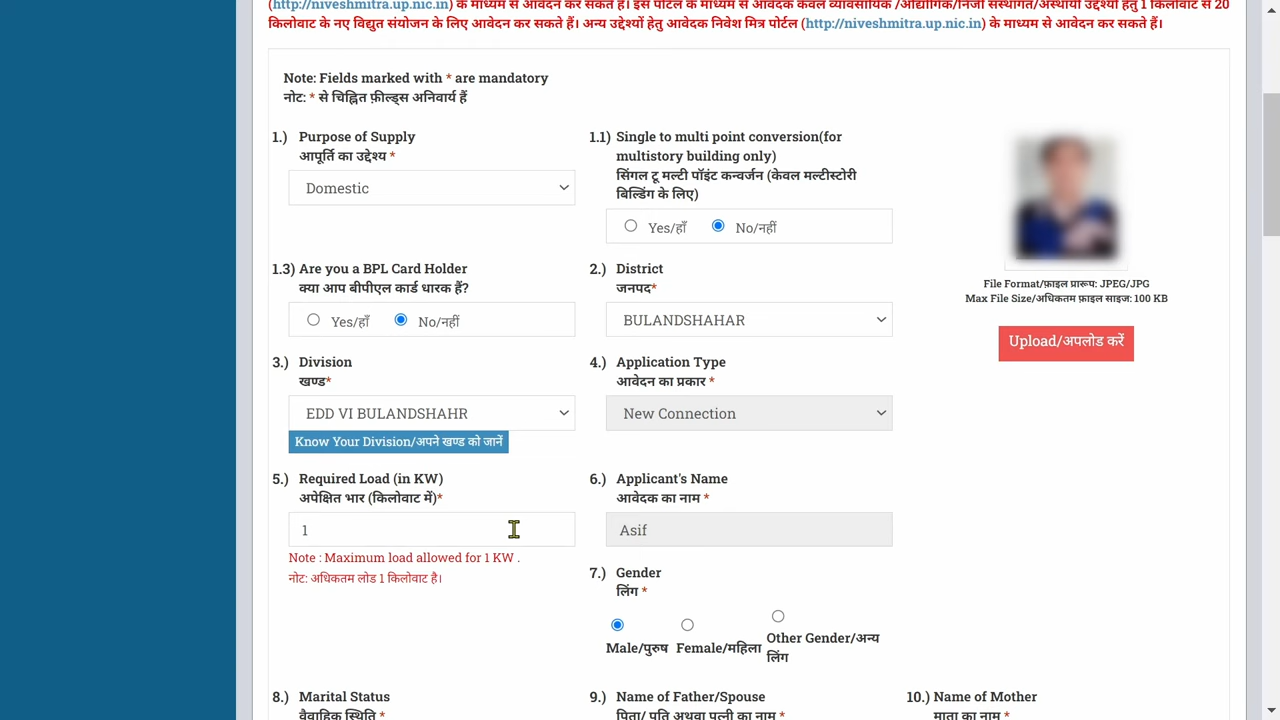 (http://niveshmitra.up.nic.in) के माध्यम से आवेदन कर सकते हैं। इस पोर्टल के माध्यम से आवेदक केवल व्यावसायिक /औद्योगिक/निजी संस्थागत/अस्थायी उद्देश्यों हेतु 1 किलोवाट से 20
किलोवाट के नए विद्युत संयोजन के लिए आवेदन कर सकते हैं। अन्य उद्देश्यों हेतु आवेदक निवेश मित्र पोर्टल (http://niveshmitra.up.nic.in) के माध्यम से आवेदन कर सकते हैं।
Note: Fields marked with * are mandatory
नोट: * से चिह्नित फ़ील्ड्स अनिवार्य हैं
1.) Purpose of Supply
आपूर्ति का उद्देश्य *
Domestic
1.1) Single to multi point conversion(for
multistory building only)
सिंगल टू मल्टी पॉइंट कन्वर्जन (केवल मल्टीस्टोरी
बिल्डिंग के लिए)
Yes/हाँ No/नहीं
File Format/फ़ाइल प्रारूप: JPEG/JPG
Max File Size/अधिकतम फ़ाइल साइज: 100 KB
Upload/अपलोड करें
1.3) Are you a BPL Card Holder
क्या आप बीपीएल कार्ड धारक हैं?
Yes/हाँ No/नहीं
2.) District
जनपद*
BULANDSHAHAR
3.) Division
खण्ड*
EDD VI BULANDSHAHR
Know Your Division/अपने खण्ड को जानें
4.) Application Type
आवेदन का प्रकार *
New Connection
5.) Required Load (in KW)
अपेक्षित भार (किलोवाट में)*
1
Note : Maximum load allowed for 1 KW .
नोट: अधिकतम लोड 1 किलोवाट है।
6.) Applicant's Name
आवेदक का नाम *
Asif
7.) Gender
लिंग *
Male/पुरुष Female/महिला Other Gender/अन्य
लिंग
8.) Marital Status
वैवाहिक स्थिति *
9.) Name of Father/Spouse
पिता/ पति अथवा पत्नी का नाम *
10.) Name of Mother
माता का नाम *